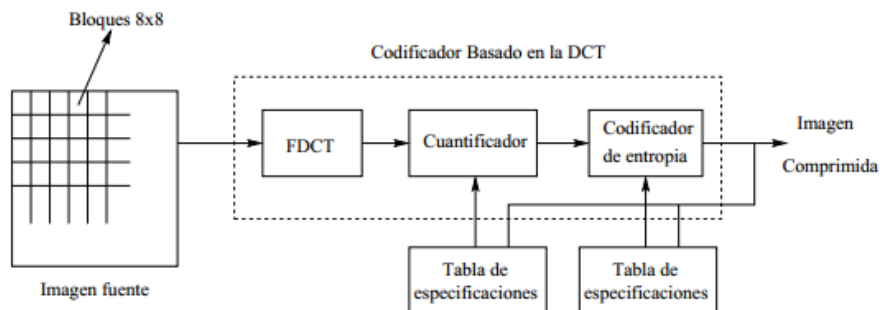 Bloques 8x8
Codificador Basado en la DCT
FDCT
Cuantificador
Codificador
de entropia
Imagen
Comprimida
Imagen fuente
Tabla de
especificaciones
Tabla de
especificaciones